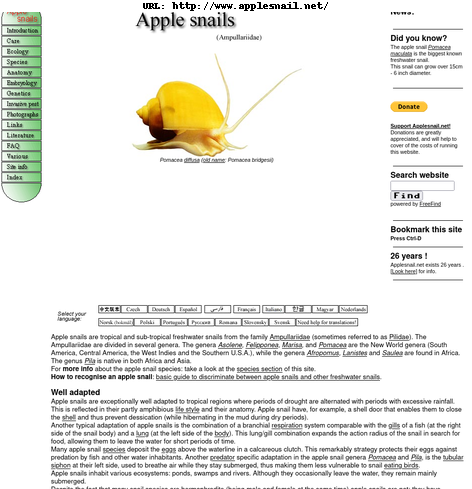 URL: http://www.applesnail.net/
Apple snails
snails
(Ampullariidae)
Introduction
Care
Ecology
Species
Anatomy
Embryology
Genetics
Invasive pest
Photographs
Links
Literature
FAQ
Various
Site info
Index
Pomacea diffusa (old name: Pomacea bridgesii)
News!
Did you know?
The apple snail Pomacea
maculata is the biggest known
freshwater snail.
This snail can grow over 15cm
- 6 inch diameter.
Donate
Support Applesnail.net!
Donations are greatly
appreciated, and will help to
cover of the costs of running
this website.
Search website
Find
powered by FreeFind
Bookmark this site
Press Ctrl-D
26 years !
Applesnail.net exists 26 years.
[Look here] for info.
Select your
language:
中文版本 Czech Deutsch Español فارسی Français Italiano 한글 Magyar Nederlands
Norsk (bokmål) Polski Português Русский Romana Slovensky Svensk Need help for translations!
Apple snails are tropical and sub-tropical freshwater snails from the family Ampullariidae (sometimes referred to as Pilidae). The
Ampullariidae are divided in several genera. The genera Asolene, Felipponea, Marisa, and Pomacea are the New World genera (South
America, Central America, the West Indies and the Southern U.S.A.), while the genera Afropomus, Lanistes and Saulea are found in Africa.
The genus Pila is native in both Africa and Asia.
For more info about the apple snail species: take a look at the species section of this site.
How to recognise an apple snail: basic guide to discriminate between apple snails and other freshwater snails.
Well adapted
Apple snails are exceptionally well adapted to tropical regions where periods of drought are alternated with periods with excessive rainfall.
This is reflected in their partly amphibious life style and their anatomy. Apple snail have, for example, a shell door that enables them to close
the shell and thus prevent dessication (while hibernating in the mud during dry periods).
Another typical adaptation of apple snails is the combination of a branchial respiration system comparable with the gills of a fish (at the right
side of the snail body) and a lung (at the left side of the body). This lung/gill combination expands the action radius of the snail in search for
food, allowing them to leave the water for short periods of time.
Many apple snail species deposit the eggs above the waterline in a calcareous clutch. This remarkably strategy protects their eggs against
predation by fish and other water inhabitants. Another predator specific adaptation in the apple snail genera Pomacea and Pila, is the tubular
siphon at their left side, used to breathe air while they stay submerged, thus making them less vulnerable to snail eating birds.
Apple snails inhabit various ecosystems: ponds, swamps and rivers. Although they occasionally leave the water, they remain mainly
submerged.